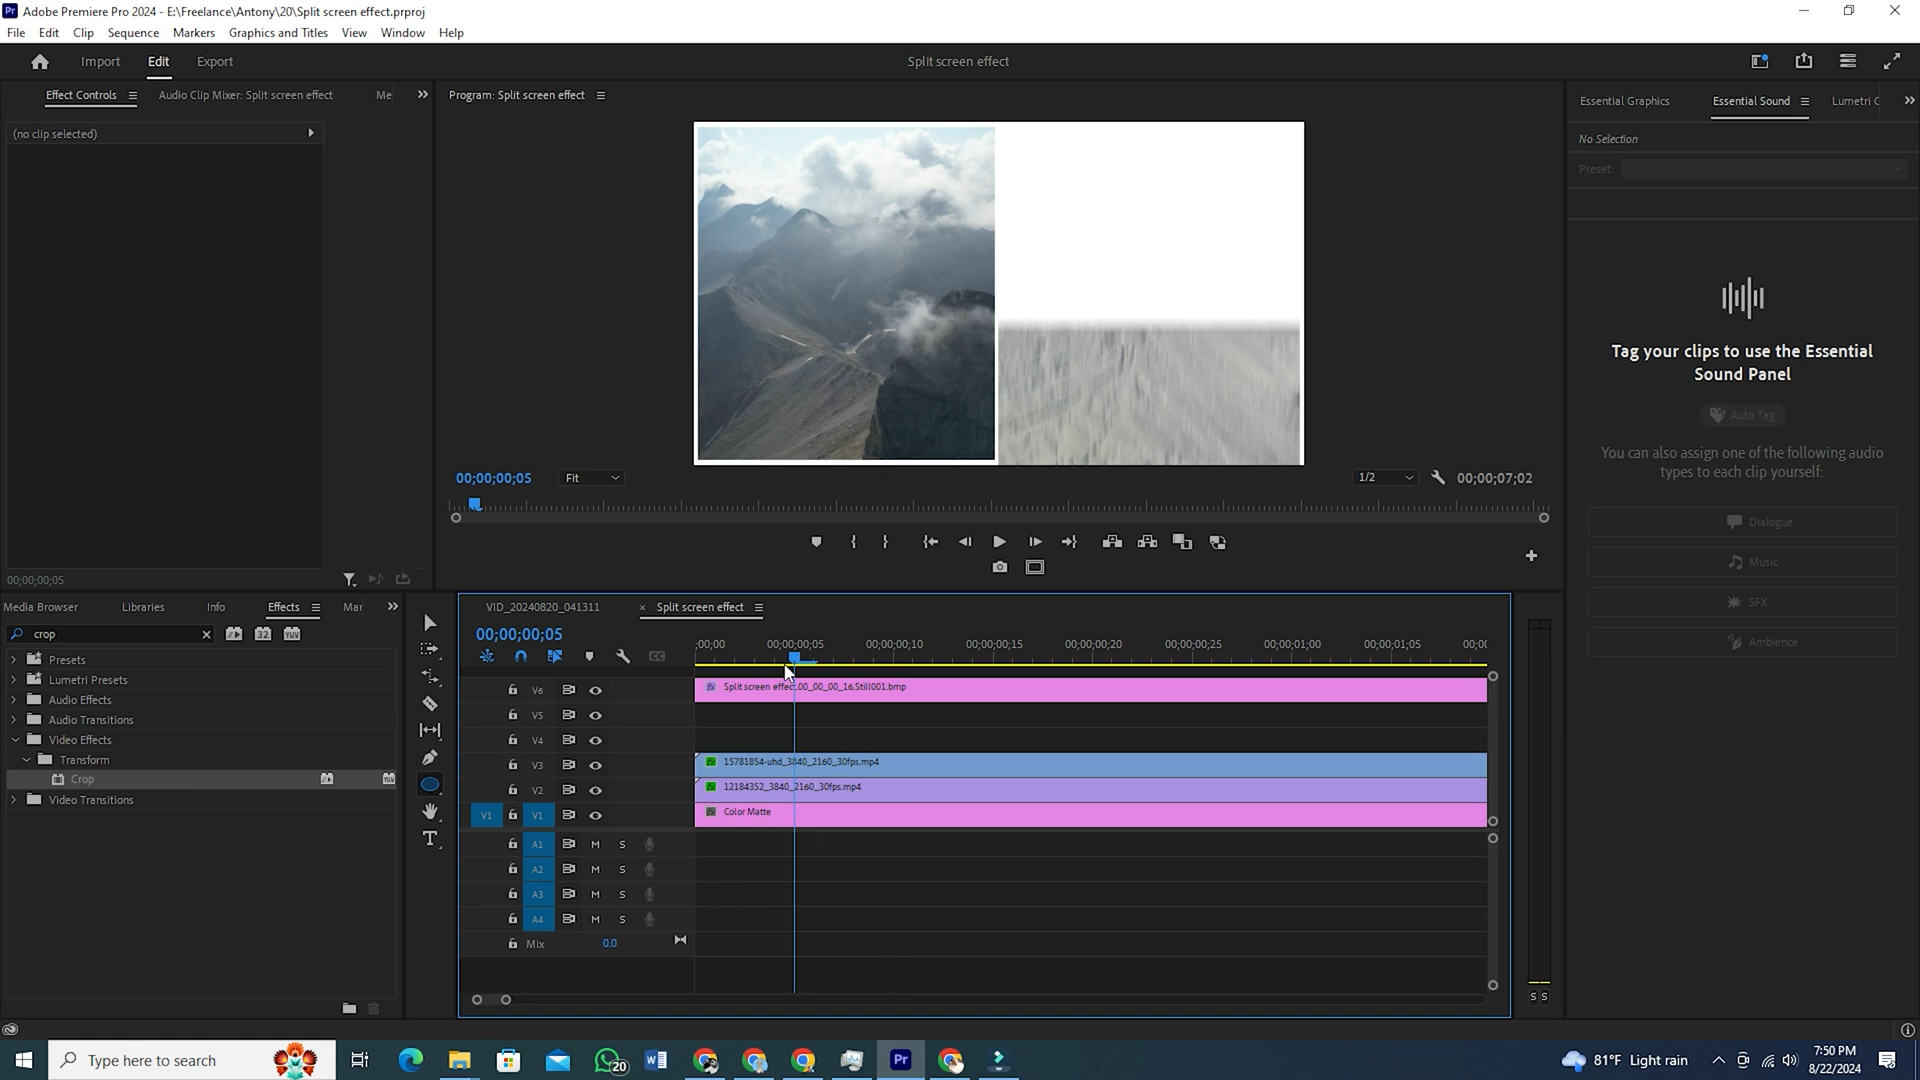 Adobe Premiere Pro 2024 - E:\Freelance\Antony\20\Split screen effect.prproj
File Edit Clip Sequence Markers Graphics and Titles View Window Help
Import Edit Export Split screen effect
Effect Controls Audio Clip Mixer: Split screen effect Me
Program: Split screen effect
Essential Graphics Essential Sound Lumetri C
(no clip selected)
No Selection
Preset:
Tag your clips to use the Essential
Sound Panel
Auto Tag
You can also assign one of the following audio
types to each clip yourself:
Dialogue
Music
SFX
Ambience
00;00;00;05 Fit 1/2 00;00;07;02
00;00;00;05
Media Browser Libraries Info Effects Mar
crop
32 YUV
Presets
Lumetri Presets
Audio Effects
Audio Transitions
Video Effects
Transform
Crop
Video Transitions
VID_20240820_041311 × Split screen effect
00;00;00;05
;00;00 00;00;00;05 00;00;00;10 00;00;00;15 00;00;00;20 00;00;00;25 00;00;01;00 00;00;01;05 00;0
V6 Split screen effect.00_00_00_16.Still001.bmp
V5
V4
V3 15781854-uhd_3840_2160_30fps.mp4
V2 12184352_3840_2160_30fps.mp4
V1 V1 Color Matte
A1 M S
A2 M S
A3 M S
A4 M S
Mix 0.0
S S
Type here to search
20
Pr
81°F Light rain
7:50 PM
8/22/2024